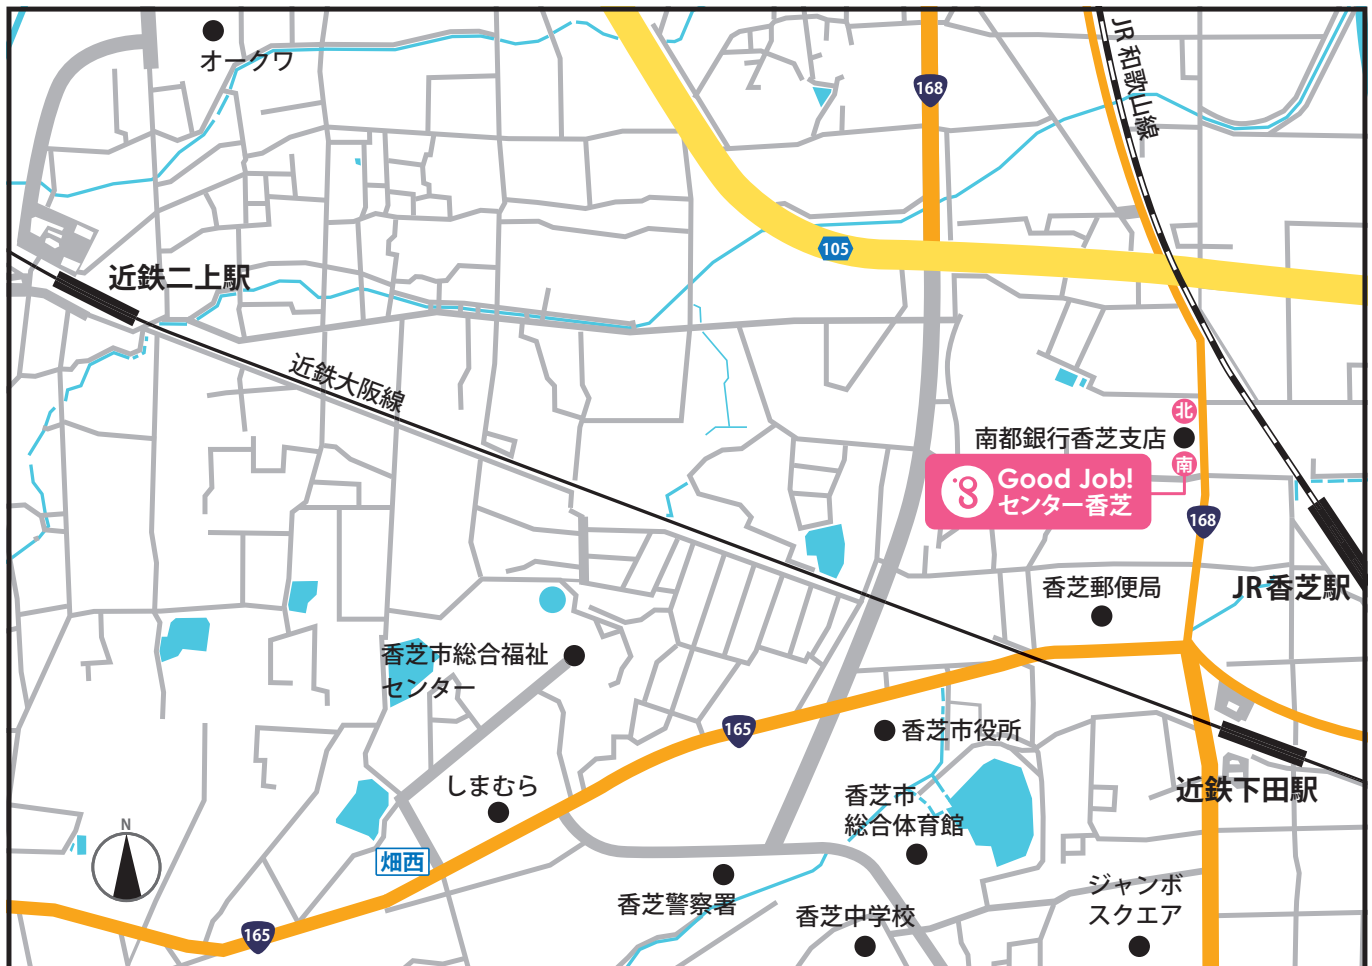 オークワ
168
JR和歌山線
105
近鉄二上駅
近鉄大阪線
北
南都銀行香芝支店
南
Good Job!
センター香芝
168
香芝郵便局
JR香芝駅
香芝市総合福祉
センター
165
香芝市役所
しまむら
香芝市
総合体育館
近鉄下田駅
N
畑西
香芝警察署
香芝中学校
ジャンボ
スクエア
165